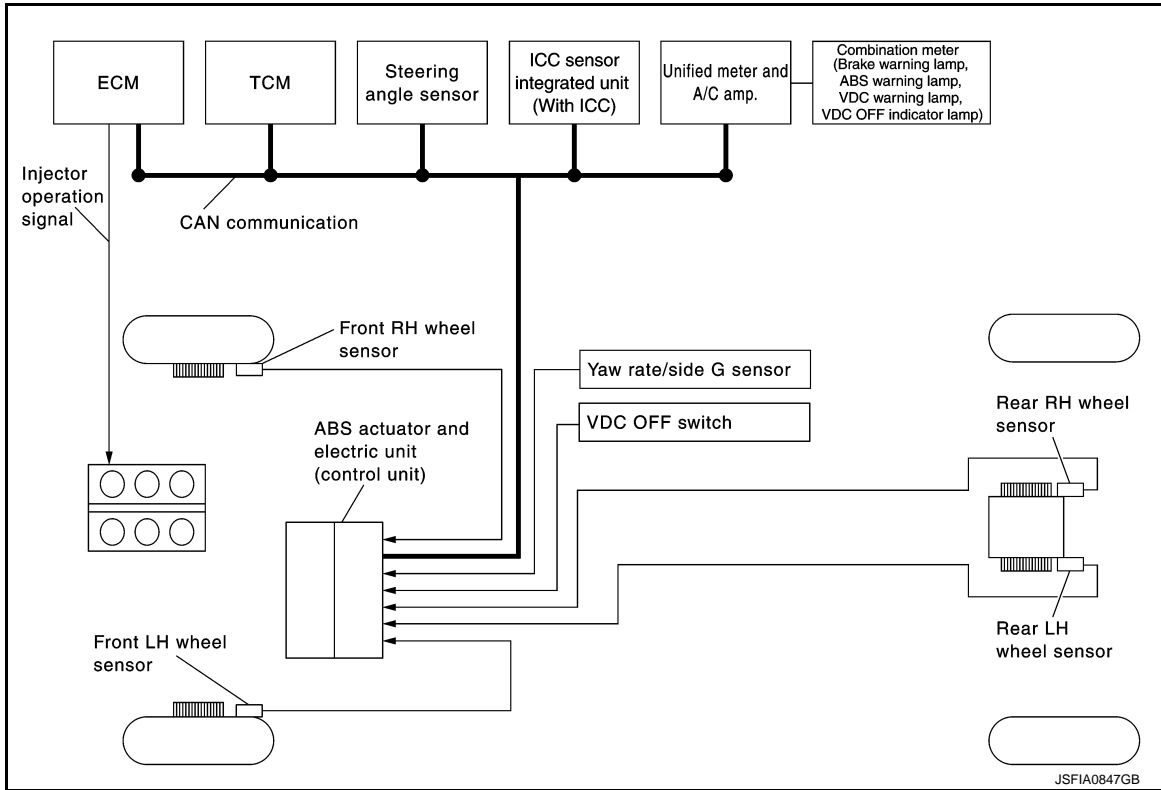 ECM
TCM
Steering
angle sensor
ICC sensor
integrated unit
(With ICC)
Unified meter and
A/C amp.
Combination meter
(Brake warning lamp,
ABS warning lamp,
VDC warning lamp,
VDC OFF indicator lamp)
Injector
operation
signal
CAN communication
Front RH wheel
sensor
Yaw rate/side G sensor
VDC OFF switch
Rear RH wheel
sensor
ABS actuator and
electric unit
(control unit)
Front LH wheel
sensor
Rear LH
wheel sensor
JSFIA0847GB